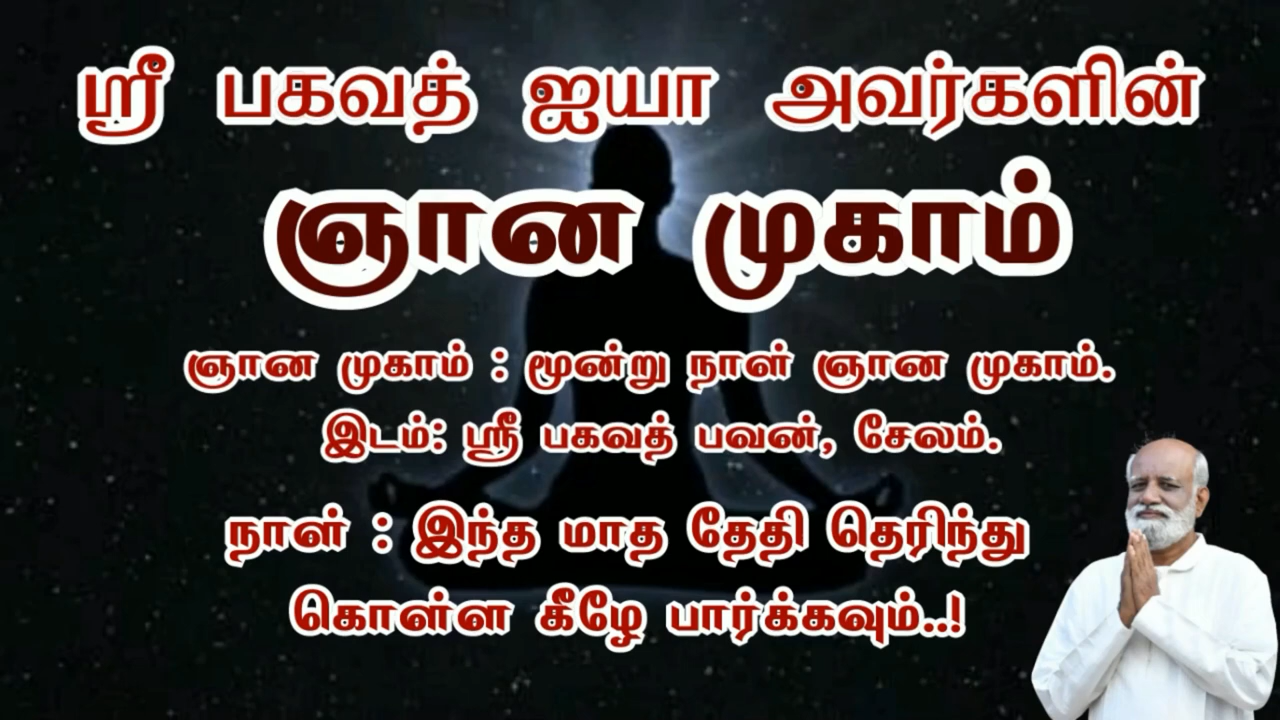 ஸ்ரீ பகவத் ஐயா அவர்களின்
ஞான முகாம்
ஞான முகாம் : மூன்று நாள் ஞான முகாம்.
இடம்: ஸ்ரீ பகவத் பவன், சேலம்.
நாள் : இந்த மாத தேதி தெரிந்து
கொள்ள கீழே பார்க்கவும்..!